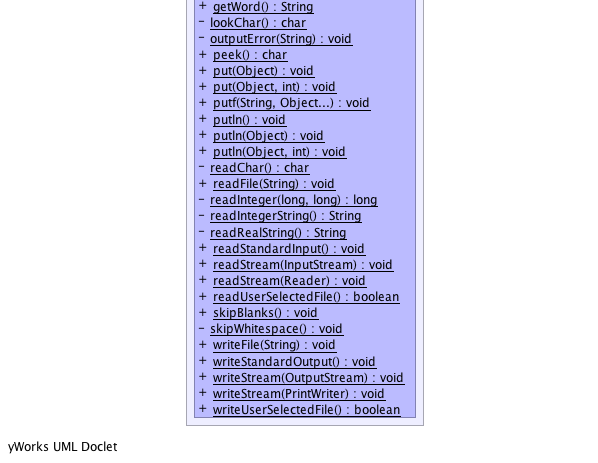 + getWord() : String
- lookChar() : char
- outputError(String) : void
+ peek() : char
+ put(Object) : void
+ put(Object, int) : void
+ putf(String, Object...) : void
+ putln() : void
+ putln(Object) : void
+ putln(Object, int) : void
- readChar() : char
+ readFile(String) : void
- readInteger(long, long) : long
- readIntegerString() : String
- readRealString() : String
+ readStandardInput() : void
+ readStream(InputStream) : void
+ readStream(Reader) : void
+ readUserSelectedFile() : boolean
+ skipBlanks() : void
- skipWhitespace() : void
+ writeFile(String) : void
+ writeStandardOutput() : void
+ writeStream(OutputStream) : void
+ writeStream(PrintWriter) : void
+ writeUserSelectedFile() : boolean
yWorks UML Doclet